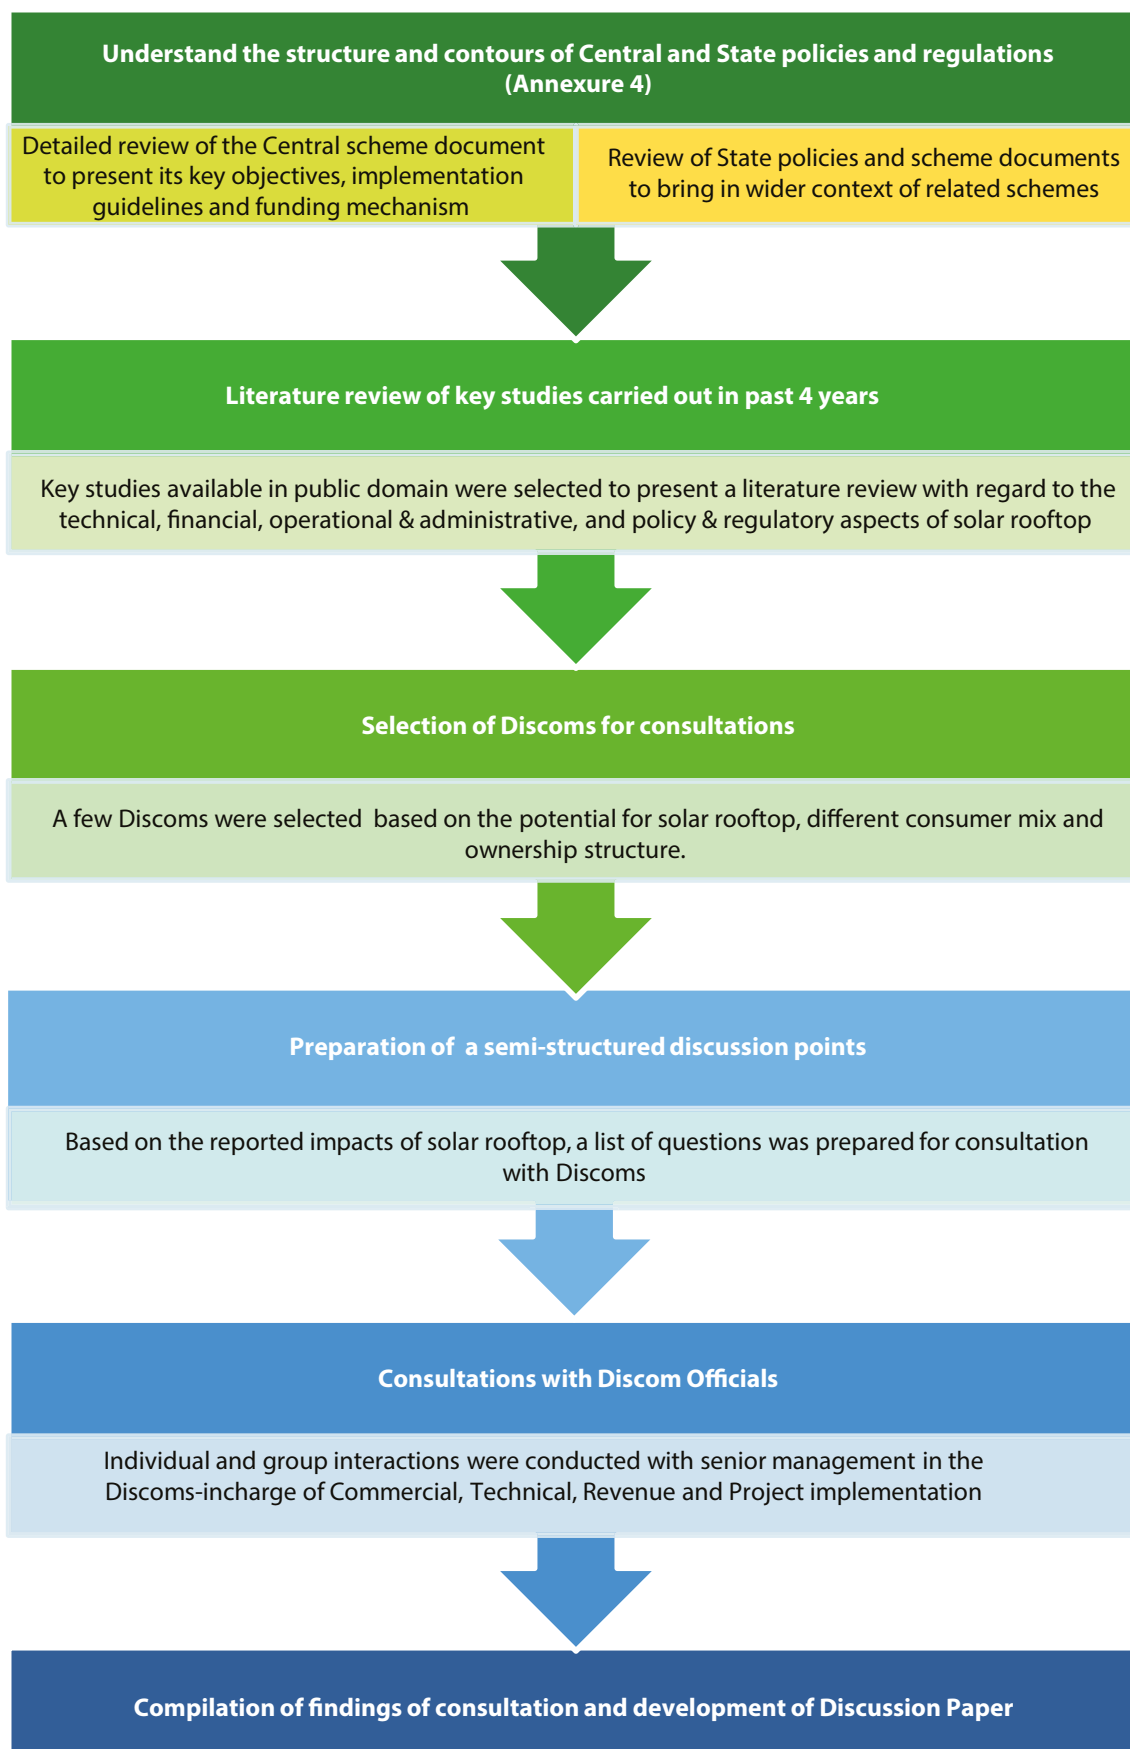 Understand the structure and contours of Central and State policies and regulations
(Annexure 4)
Detailed review of the Central scheme document
to present its key objectives, implementation
guidelines and funding mechanism
Review of State policies and scheme documents
to bring in wider context of related schemes
Literature review of key studies carried out in past 4 years
Key studies available in public domain were selected to present a literature review with regard to the
technical, financial, operational & administrative, and policy & regulatory aspects of solar rooftop
Selection of Discoms for consultations
A few Discoms were selected based on the potential for solar rooftop, different consumer mix and
ownership structure.
Preparation of a semi-structured discussion points
Based on the reported impacts of solar rooftop, a list of questions was prepared for consultation
with Discoms
Consultations with Discom Officials
Individual and group interactions were conducted with senior management in the
Discoms-incharge of Commercial, Technical, Revenue and Project implementation
Compilation of findings of consultation and development of Discussion Paper